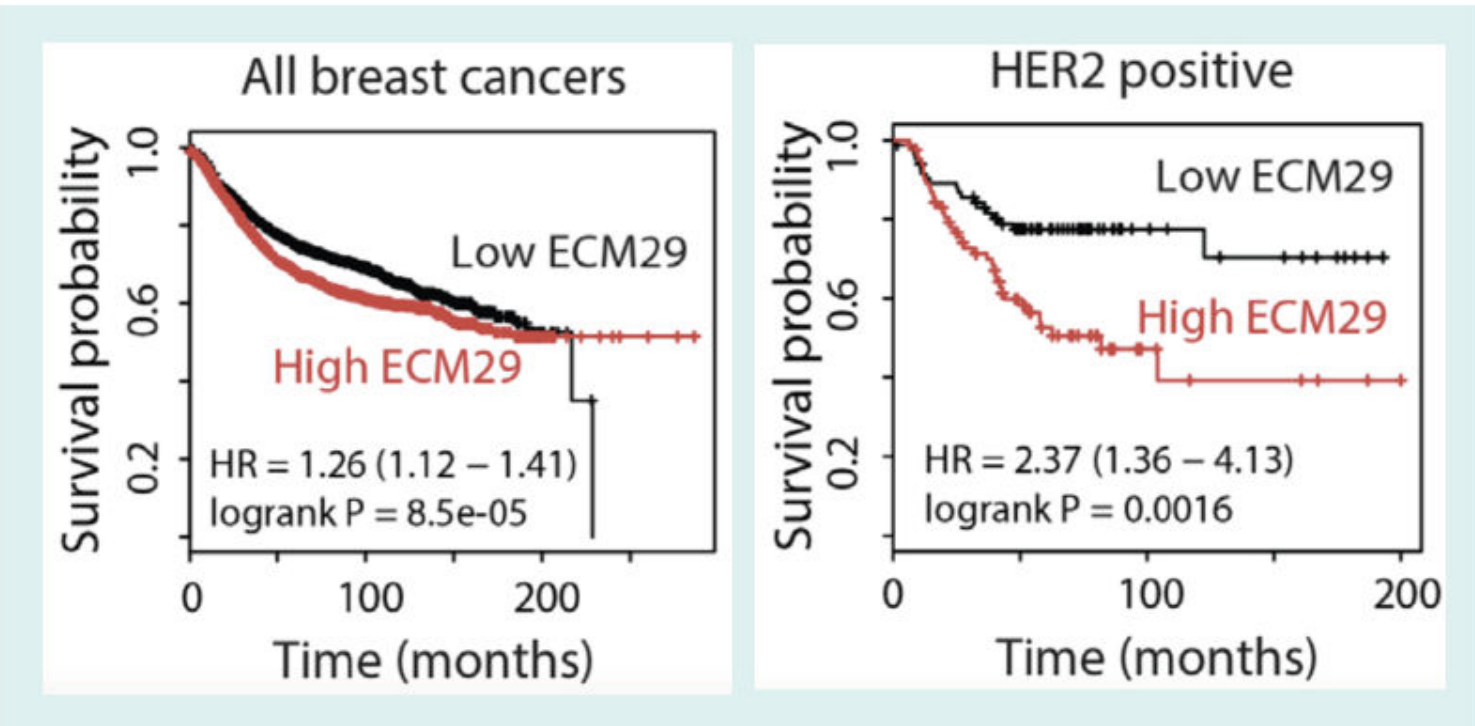 All breast cancers
Survival probability
1.0
0.6
0.2
Low ECM29
High ECM29
HR = 1.26 (1.12 – 1.41)
logrank P = 8.5e-05
0 100 200
Time (months)
HER2 positive
Survival probability
1.0
0.6
0.2
Low ECM29
High ECM29
HR = 2.37 (1.36 – 4.13)
logrank P = 0.0016
0 100 200
Time (months)